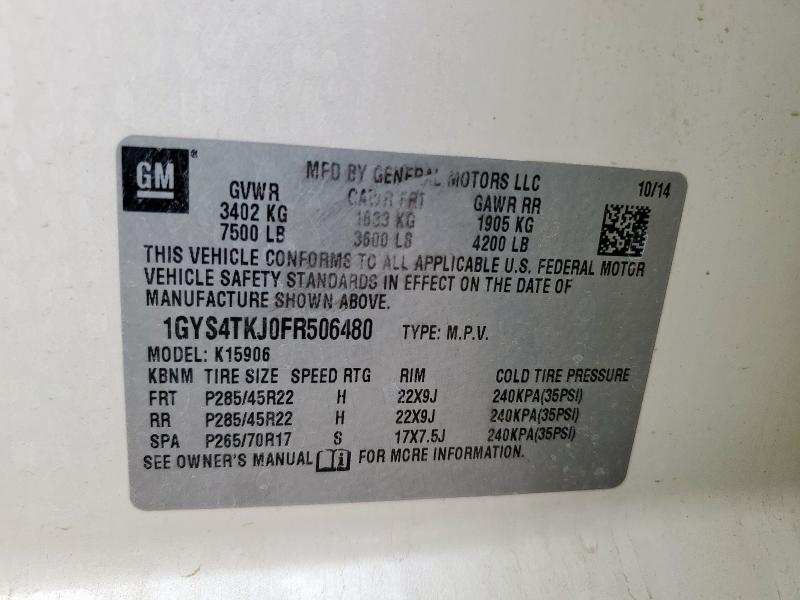 GM®
MFD BY GENERAL MOTORS LLC 10/14
GVWR GAWR FRT GAWR RR
3402 KG 1633 KG 1905 KG
7500 LB 3600 LB 4200 LB
THIS VEHICLE CONFORMS TO ALL APPLICABLE U.S. FEDERAL MOTOR
VEHICLE SAFETY STANDARDS IN EFFECT ON THE DATE OF
MANUFACTURE SHOWN ABOVE.
1GYS4TKJ0FR506480 TYPE: M.P.V.
MODEL: K15906
KBNM TIRE SIZE SPEED RTG RIM COLD TIRE PRESSURE
FRT P285/45R22 H 22X9J 240KPA(35PSI)
RR P285/45R22 H 22X9J 240KPA(35PSI)
SPA P265/70R17 S 17X7.5J 240KPA(35PSI)
SEE OWNER'S MANUAL i FOR MORE INFORMATION.